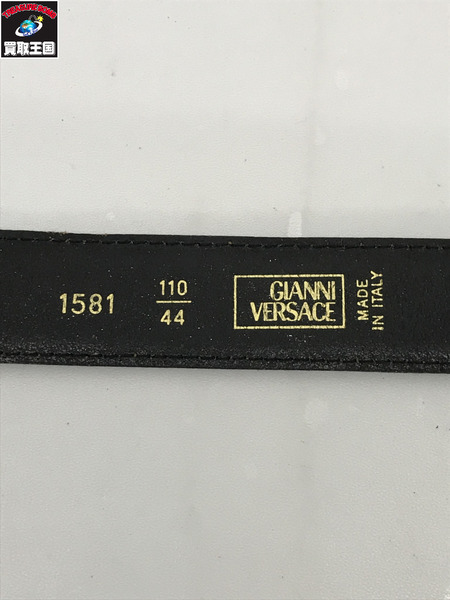 買取王国
1581
110
44
GIANNI
VERSACE
MADE
IN ITALY